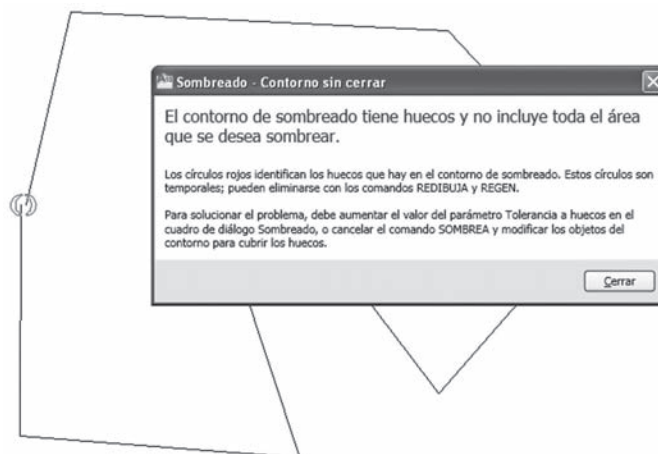 Sombreado - Contorno sin cerrar
El contorno de sombreado tiene huecos y no incluye toda el área
que se desea sombrear.
Los círculos rojos identifican los huecos que hay en el contorno de sombreado. Estos círculos son
temporales; pueden eliminarse con los comandos REDIBUJA y REGEN.
Para solucionar el problema, debe aumentar el valor del parámetro Tolerancia a huecos en el
cuadro de diálogo Sombreado, o cancelar el comando SOMBREA y modificar los objetos del
contorno para cubrir los huecos.
Cerrar